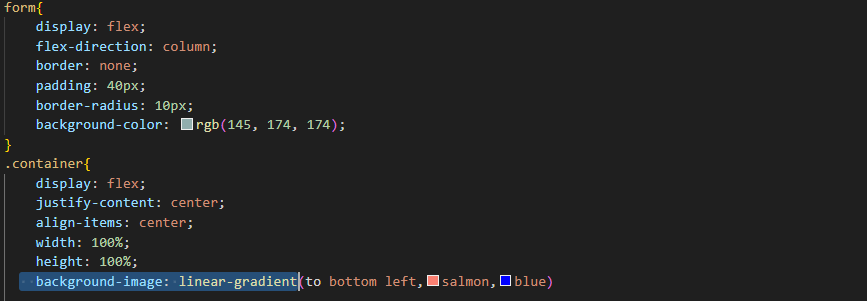 form{
    display: flex;
    flex-direction: column;
    border: none;
    padding: 40px;
    border-radius: 10px;
    background-color: rgb(145, 174, 174);
}
.container{
    display: flex;
    justify-content: center;
    align-items: center;
    width: 100%;
    height: 100%;
    background-image: linear-gradient(to bottom left,salmon,blue)